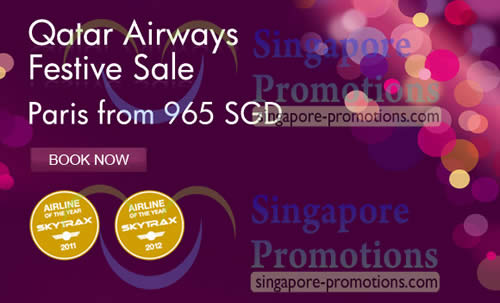 Qatar Airways
Festive Sale
Paris from 965 SGD
BOOK NOW
AIRLINE
OF THE YEAR
SKYTRAX
2011
AIRLINE
OF THE YEAR
SKYTRAX
2012
Singapore
Promotions
singapore-promotions.com
Singapore
Promotions
singapore-promotions.com